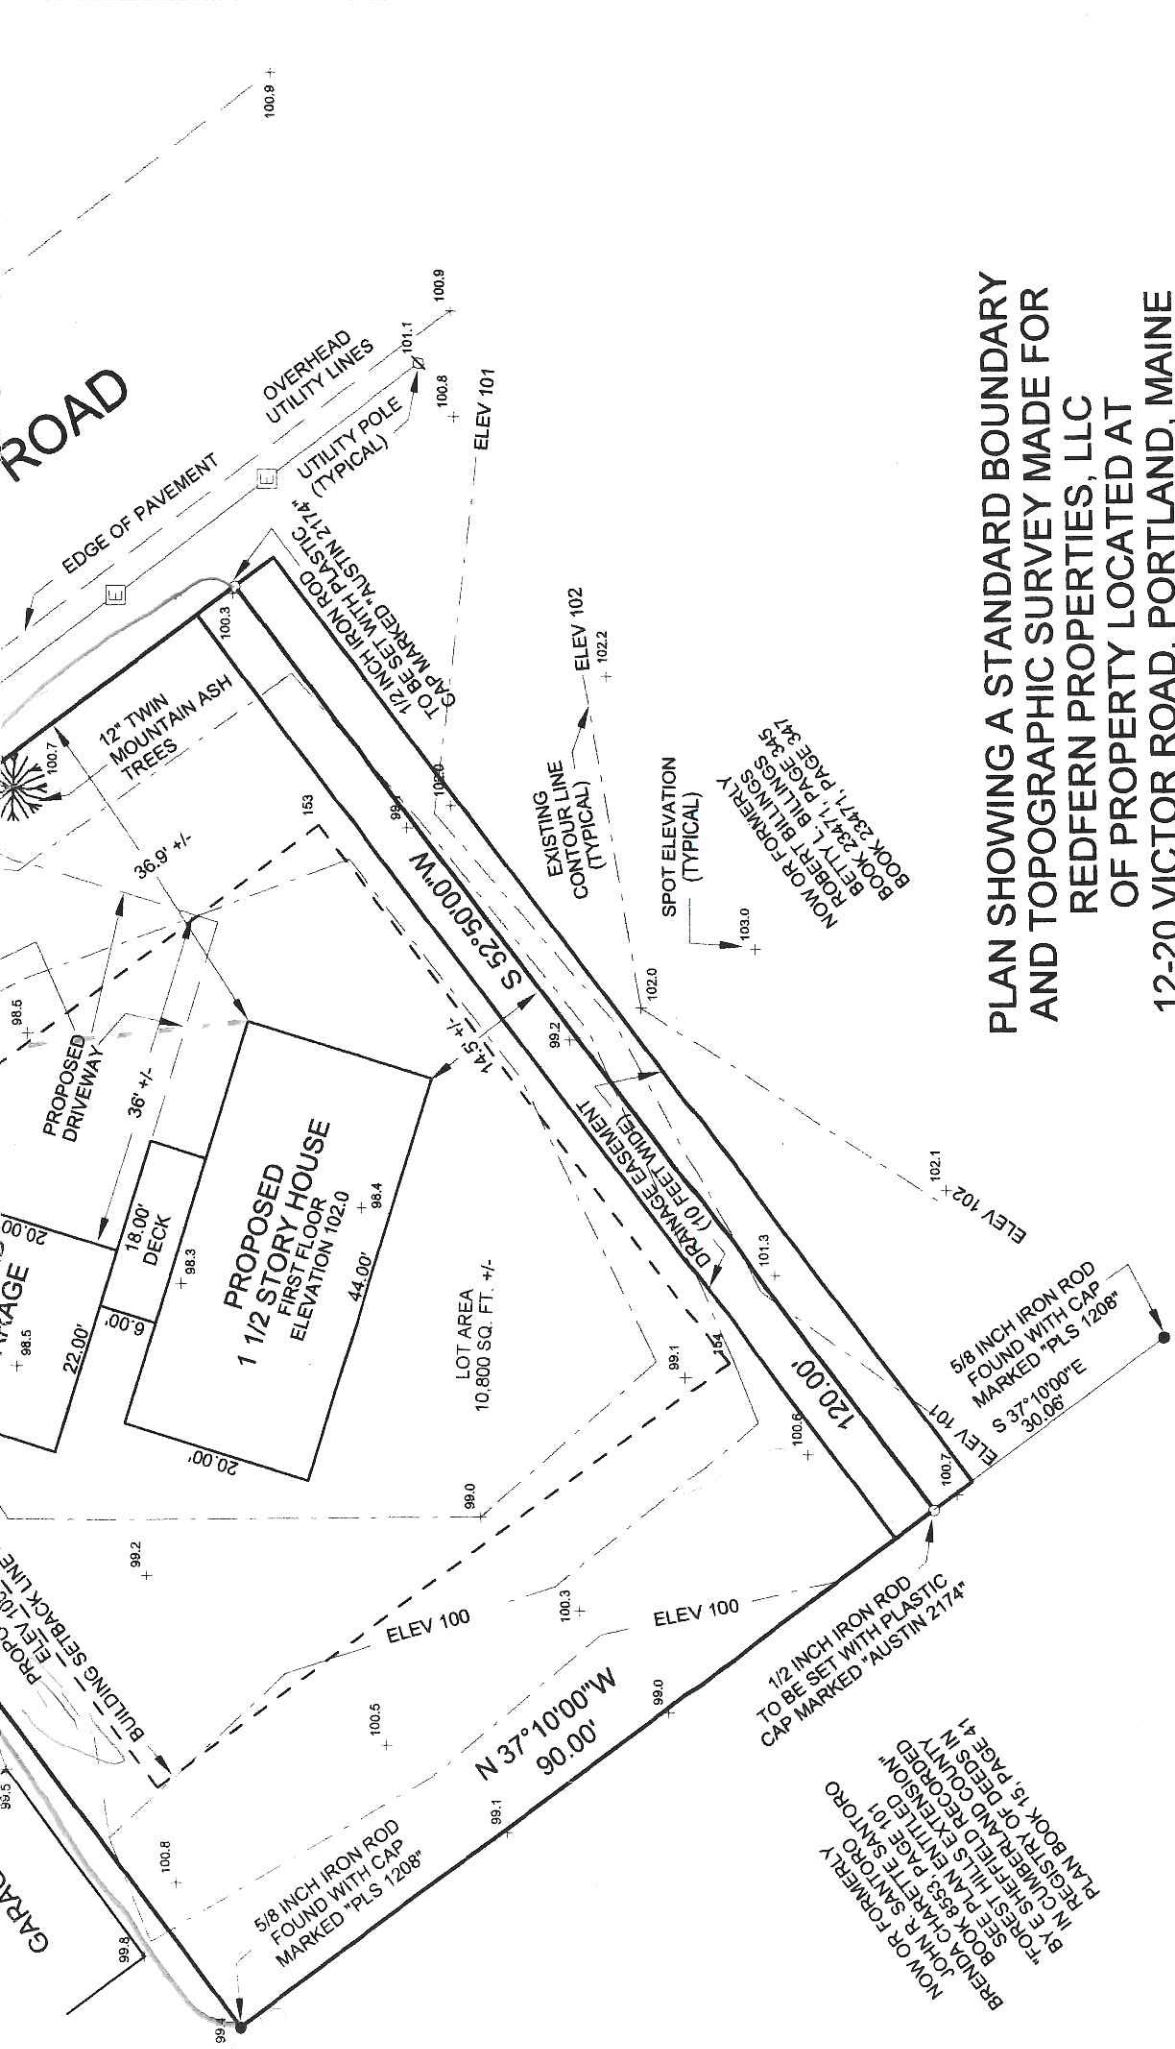 100.9
ROAD
EDGE OF PAVEMENT
OVERHEAD
UTILITY LINES
E
E
UTILITY POLE
(TYPICAL)
101.1
100.9
100.8
ELEV 101
1/2 INCH IRON ROD
TO BE SET WITH PLASTIC
CAP MARKED "AUSTIN 2174"
100.3
12" TWIN
MOUNTAIN ASH
TREES
100.7
36.9' +/-
153
102.0
S 52°50'00"W
14.5' +/-
EXISTING
CONTOUR LINE
(TYPICAL)
ELEV 102
102.2
SPOT ELEVATION
(TYPICAL)
103.0
NOW OR FORMERLY
ROBERT BILLINGS
BETTY L. BILLINGS
BOOK 23471, PAGE 345
BOOK 23471, PAGE 347
98.5
PROPOSED
DRIVEWAY
36' +/-
99.2
102.0
DRAINAGE EASEMENT
(10 FEET WIDE)
20.00'
18.00'
DECK
6.00'
98.3
22.00'
98.5
PROPOSED
1 1/2 STORY HOUSE
FIRST FLOOR
ELEVATION 102.0
98.4
44.00'
20.00'
LOT AREA
10,800 SQ. FT. +/-
101.3
102.1
ELEV 102
99.1
154
120.00'
100.6
100.7
ELEV 101
S 37°10'00"E
30.06'
5/8 INCH IRON ROD
FOUND WITH CAP
MARKED "PLS 1208"
99.0
99.2
BUILDING SETBACK LINE
ELEV 100
100.3
ELEV 100
1/2 INCH IRON ROD
TO BE SET WITH PLASTIC
CAP MARKED "AUSTIN 2174"
99.5
100.5
N 37°10'00"W
90.00'
99.0
99.1
100.8
99.8
5/8 INCH IRON ROD
FOUND WITH CAP
MARKED "PLS 1208"
NOW OR FORMERLY
JOHN R. SANTORO
BRENDA CHARETTE SANTORO
BOOK 8553, PAGE 101
SEE PLAN ENTITLED
"FOREST HILLS EXTENSION"
BY E SHEFFIELD RECORDED
IN CUMBERLAND COUNTY
REGISTRY OF DEEDS IN
PLAN BOOK 15, PAGE 41
PLAN SHOWING A STANDARD BOUNDARY
AND TOPOGRAPHIC SURVEY MADE FOR
REDFERN PROPERTIES, LLC
OF PROPERTY LOCATED AT
12-20 VICTOR ROAD, PORTLAND, MAINE